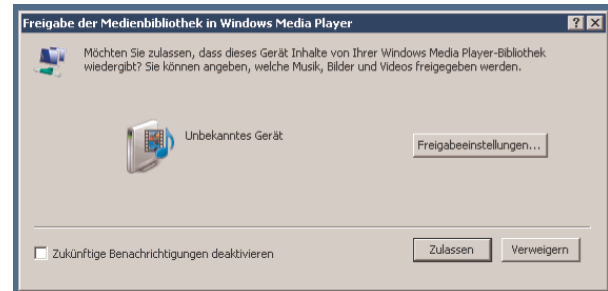 Freigabe der Medienbibliothek in Windows Media Player
Möchten Sie zulassen, dass dieses Gerät Inhalte von Ihrer Windows Media Player-Bibliothek
wiedergibt? Sie können angeben, welche Musik, Bilder und Videos freigegeben werden.
Unbekanntes Gerät
Freigabeeinstellungen...
Zukünftige Benachrichtigungen deaktivieren
Zulassen
Verweigern